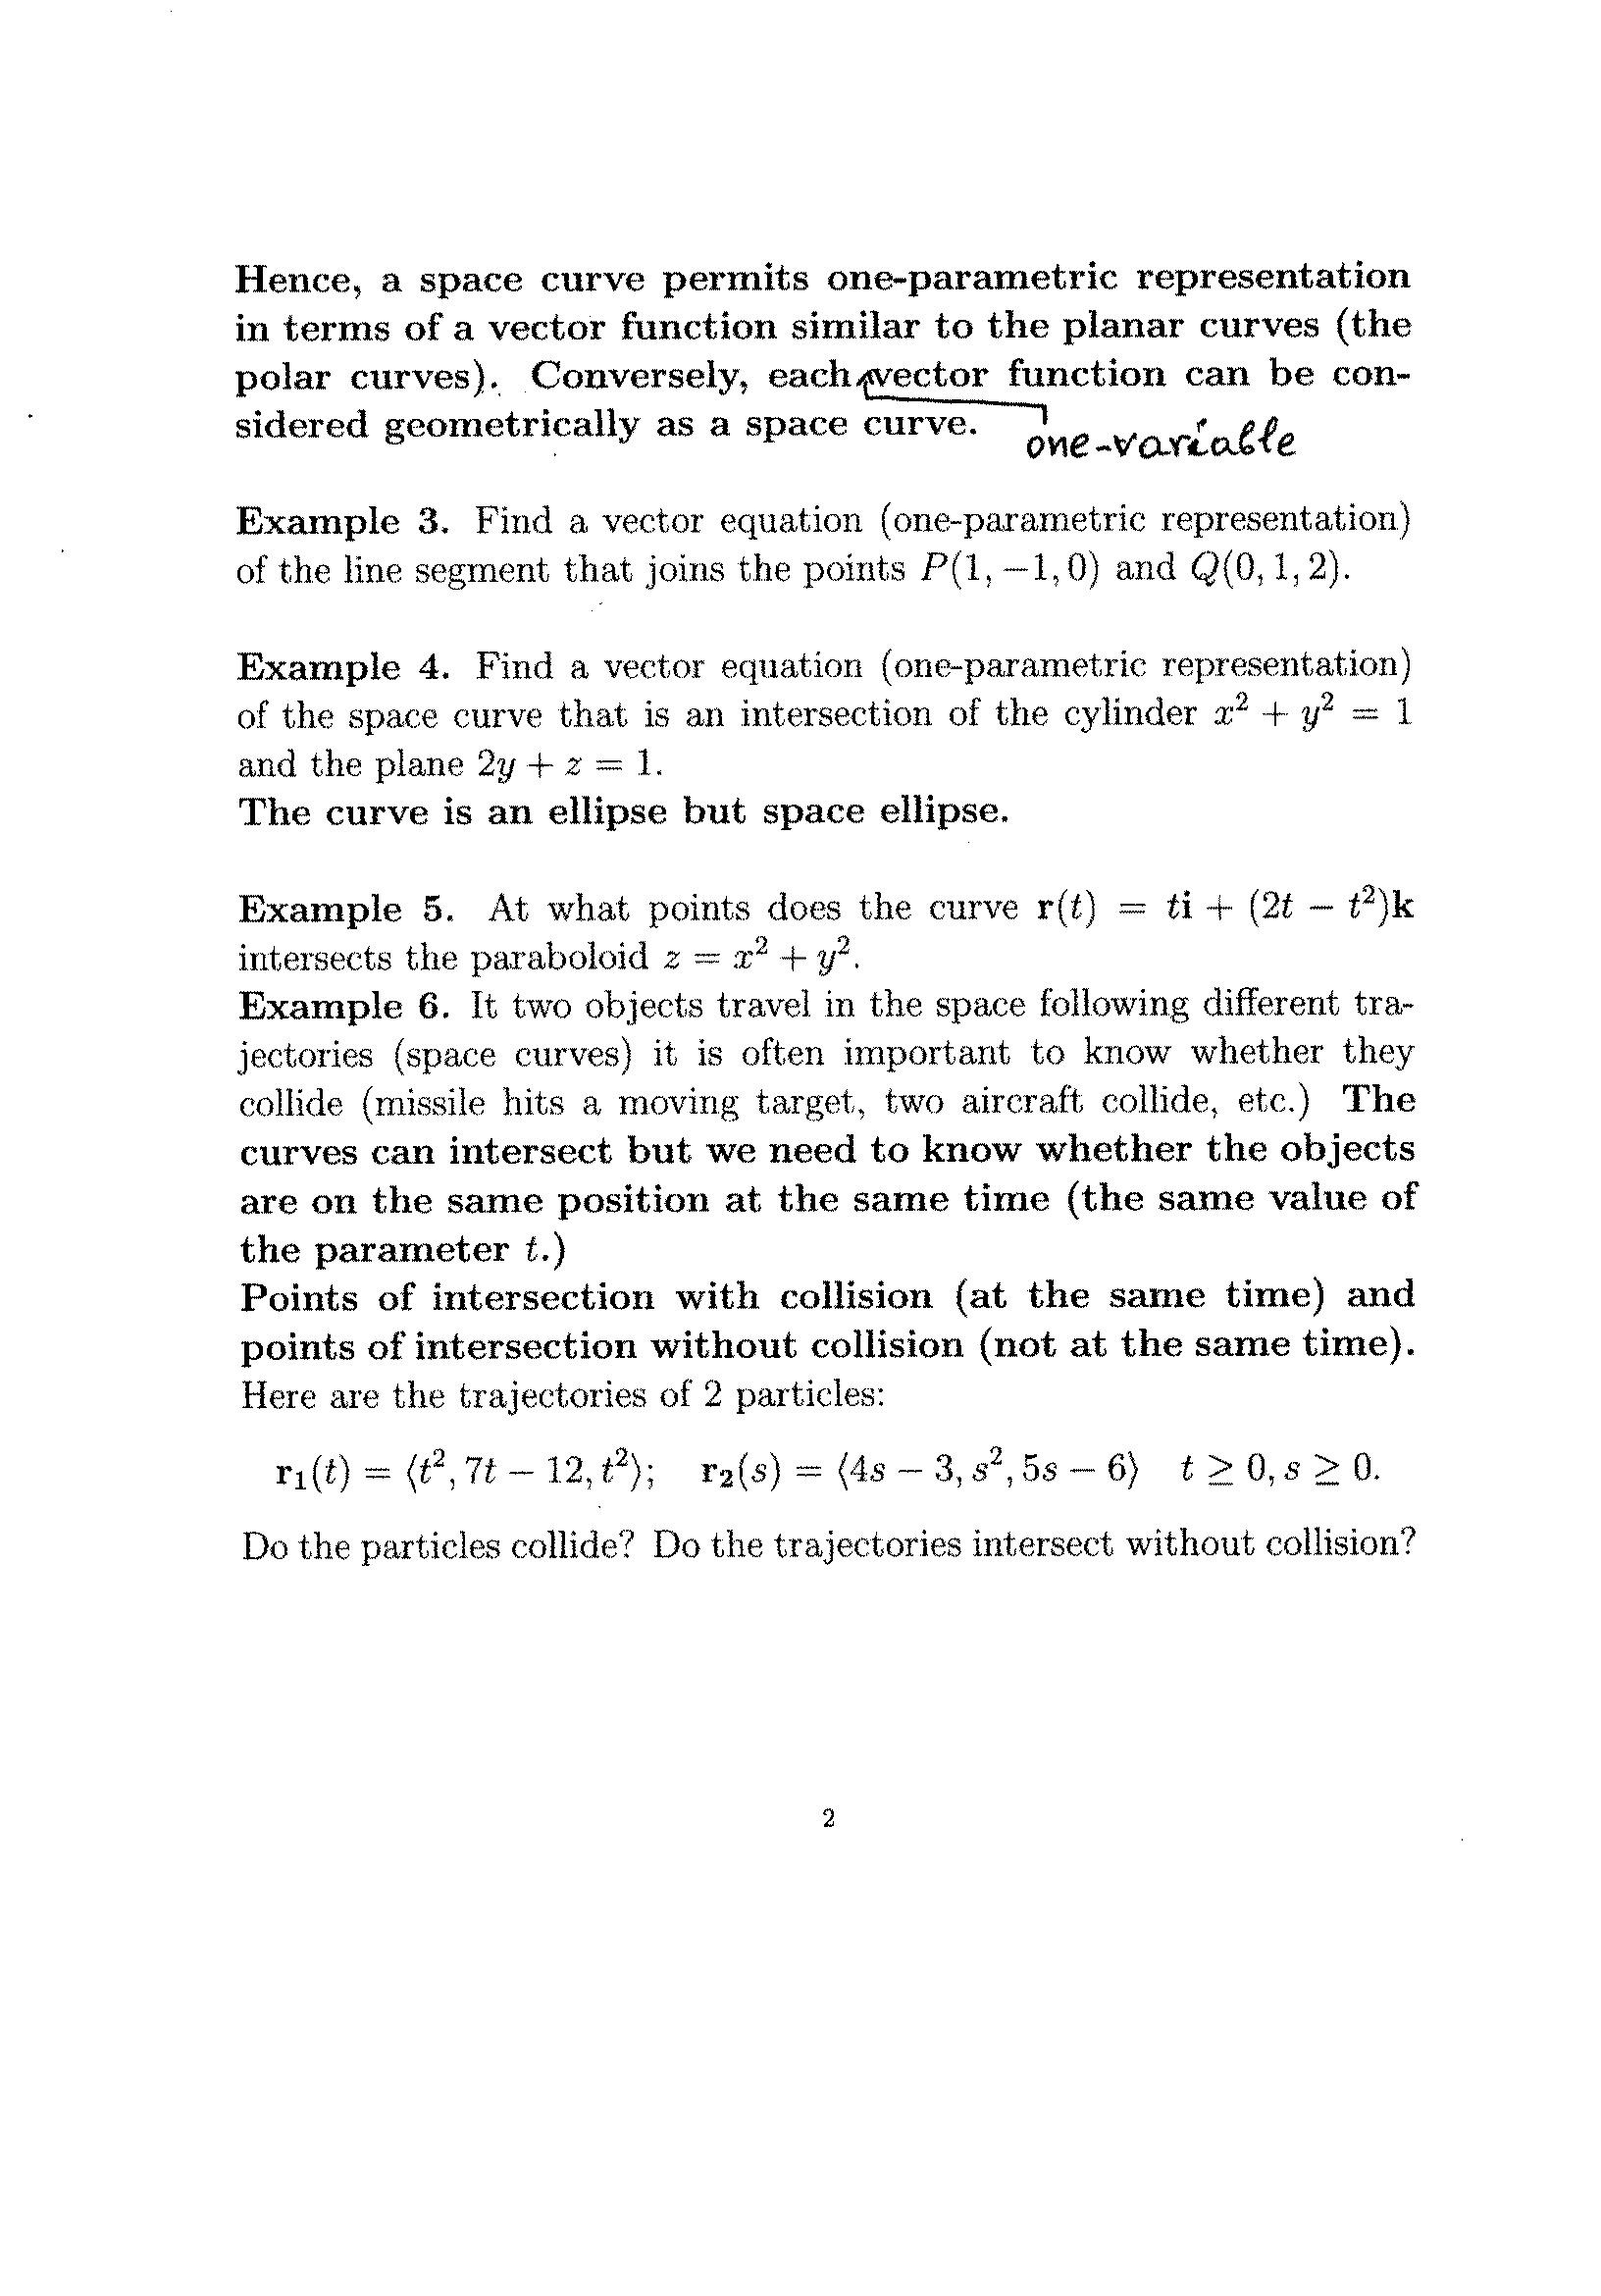 Hence, a space curve permits one-parametric representation
in terms of a vector function similar to the planar curves (the
polar curves). Conversely, each vector function can be con-
sidered geometrically as a space curve.
one-variable
Example 3. Find a vector equation (one-parametric representation)
of the line segment that joins the points P(1, −1, 0) and Q(0, 1, 2).
Example 4. Find a vector equation (one-parametric representation)
of the space curve that is an intersection of the cylinder x² + y² = 1
and the plane 2y + z = 1.
The curve is an ellipse but space ellipse.
Example 5. At what points does the curve r(t) = ti + (2t − t²)k
intersects the paraboloid z = x² + y².
Example 6. It two objects travel in the space following different tra-
jectories (space curves) it is often important to know whether they
collide (missile hits a moving target, two aircraft collide, etc.) The
curves can intersect but we need to know whether the objects
are on the same position at the same time (the same value of
the parameter t.)
Points of intersection with collision (at the same time) and
points of intersection without collision (not at the same time).
Here are the trajectories of 2 particles:
r₁(t) = ⟨t², 7t − 12, t²⟩; r₂(s) = ⟨4s − 3, s², 5s − 6⟩ t ≥ 0, s ≥ 0.
Do the particles collide? Do the trajectories intersect without collision?
2